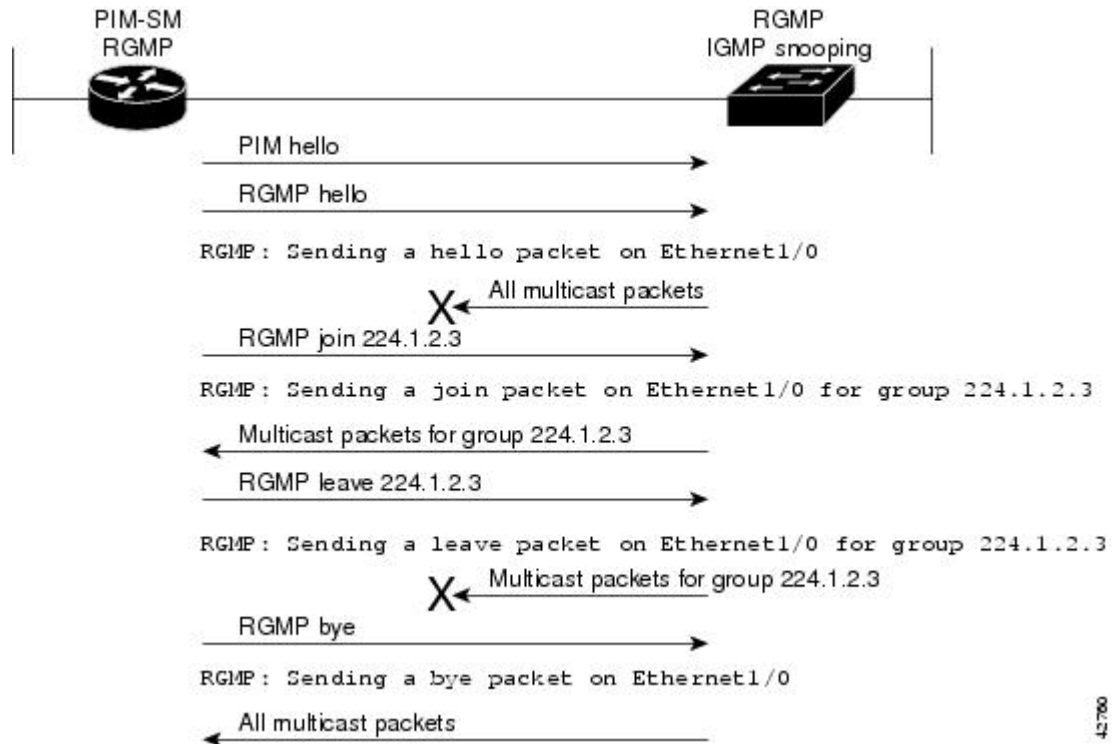 PIM-SM
RGMP
RGMP
IGMP snooping
PIM hello
RGMP hello
RGMP: Sending a hello packet on Ethernet1/0
X
All multicast packets
RGMP join 224.1.2.3
RGMP: Sending a join packet on Ethernet1/0 for group 224.1.2.3
Multicast packets for group 224.1.2.3
RGMP leave 224.1.2.3
RGMP: Sending a leave packet on Ethernet1/0 for group 224.1.2.3
X
Multicast packets for group 224.1.2.3
RGMP bye
RGMP: Sending a bye packet on Ethernet1/0
All multicast packets
42760